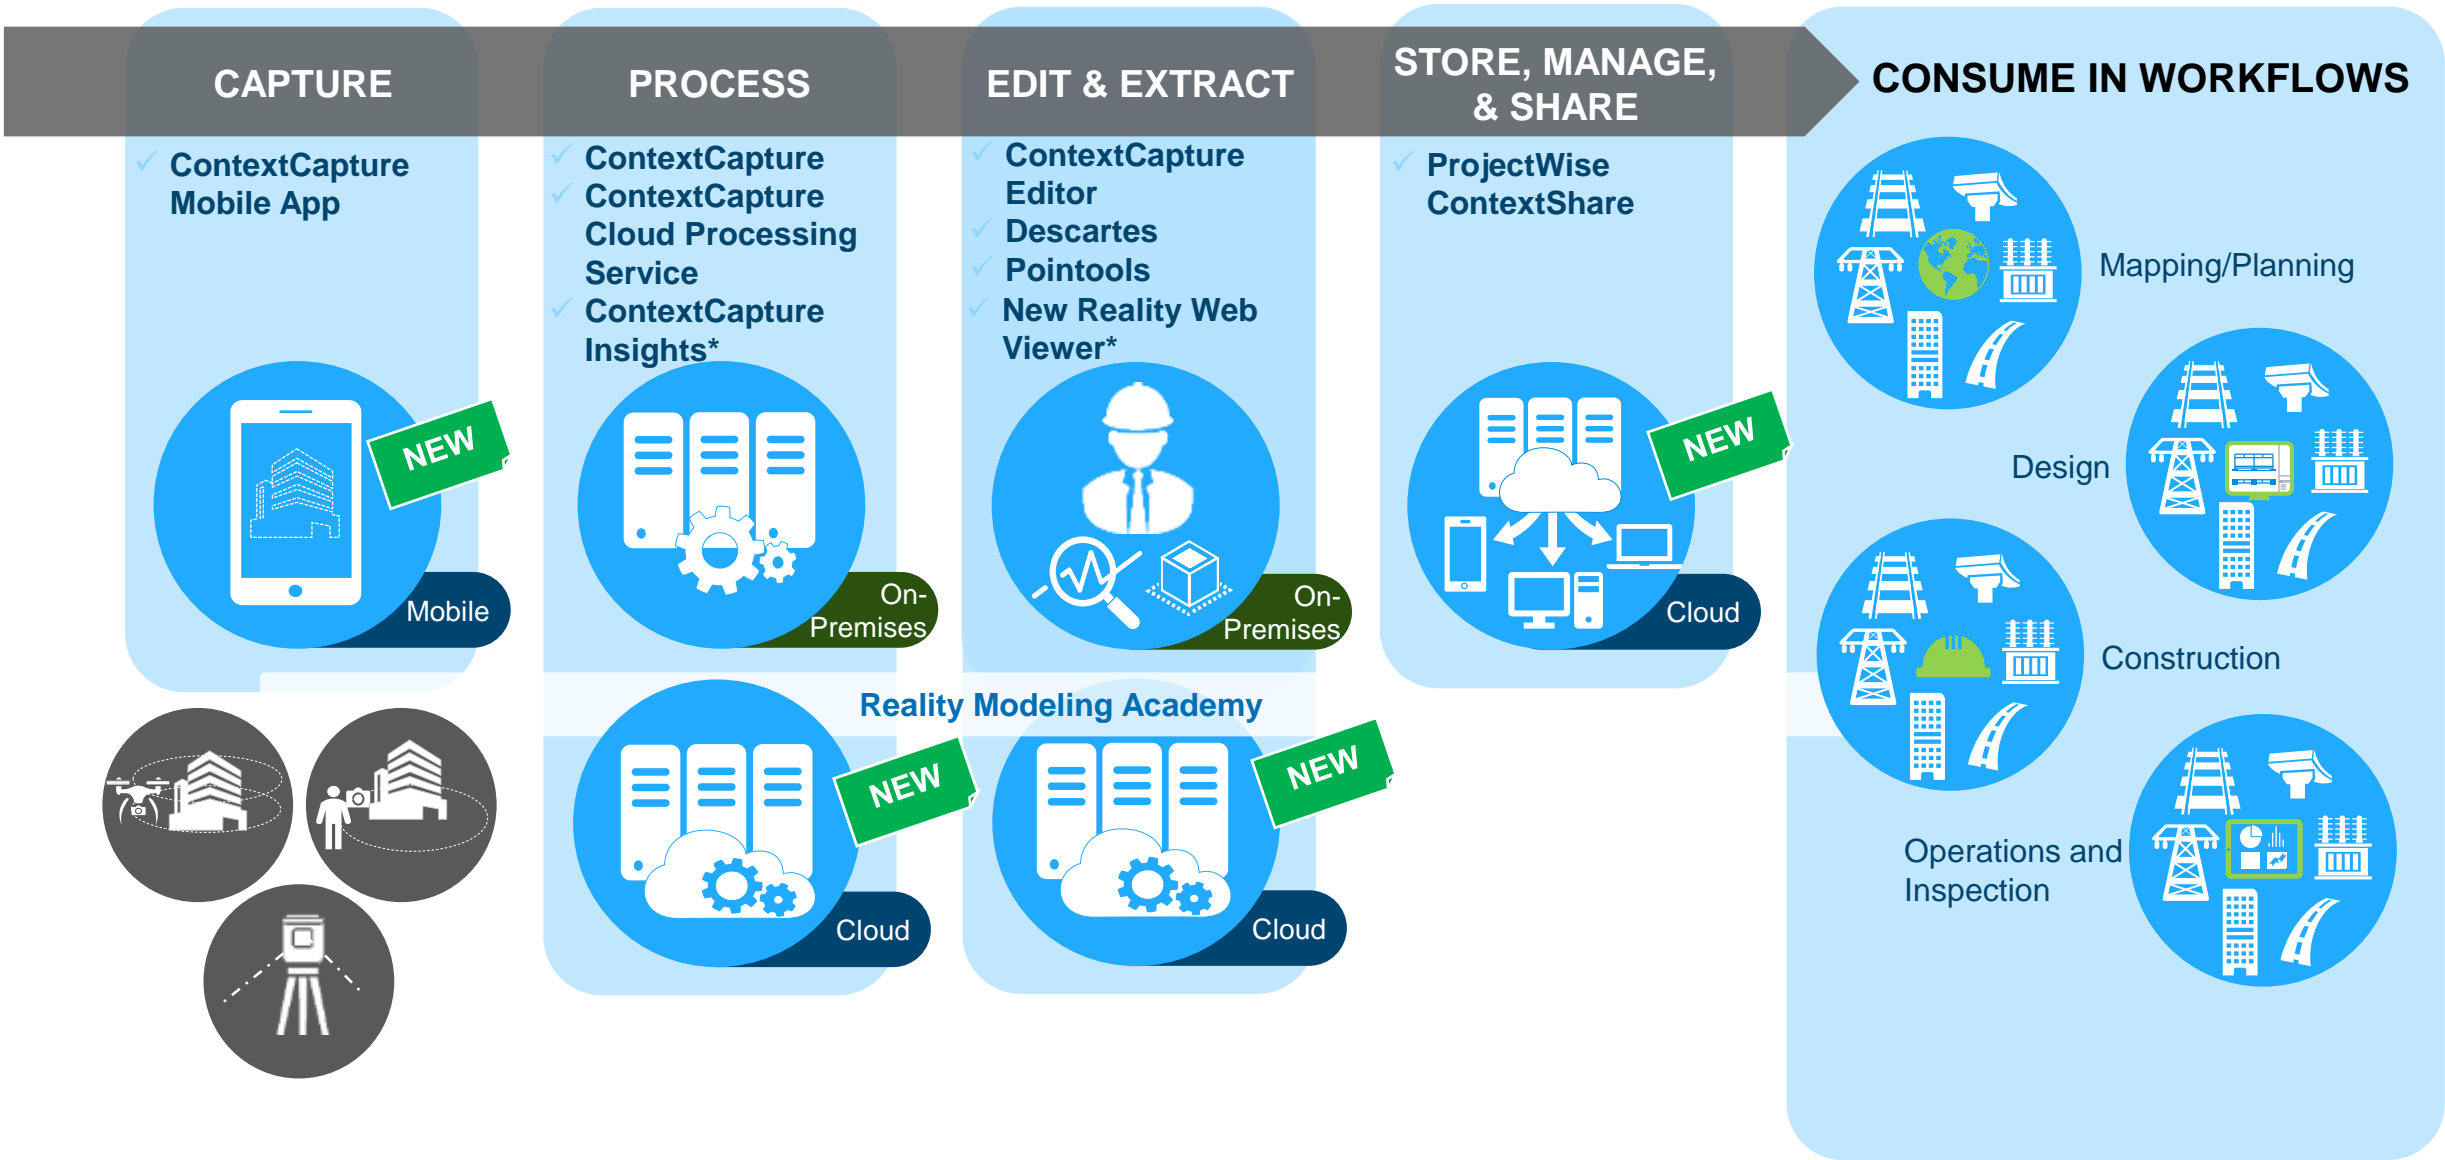 CAPTURE
PROCESS
EDIT & EXTRACT
STORE, MANAGE,
& SHARE
CONSUME IN WORKFLOWS
ContextCapture
Mobile App
NEW
Mobile
ContextCapture
ContextCapture
Cloud Processing
Service
ContextCapture
Insights*
On-
Premises
ContextCapture
Editor
Descartes
Pointools
New Reality Web
Viewer*
On-
Premises
ProjectWise
ContextShare
NEW
Cloud
Reality Modeling Academy
NEW
Cloud
NEW
Cloud
Mapping/Planning
Design
Construction
Operations and
Inspection